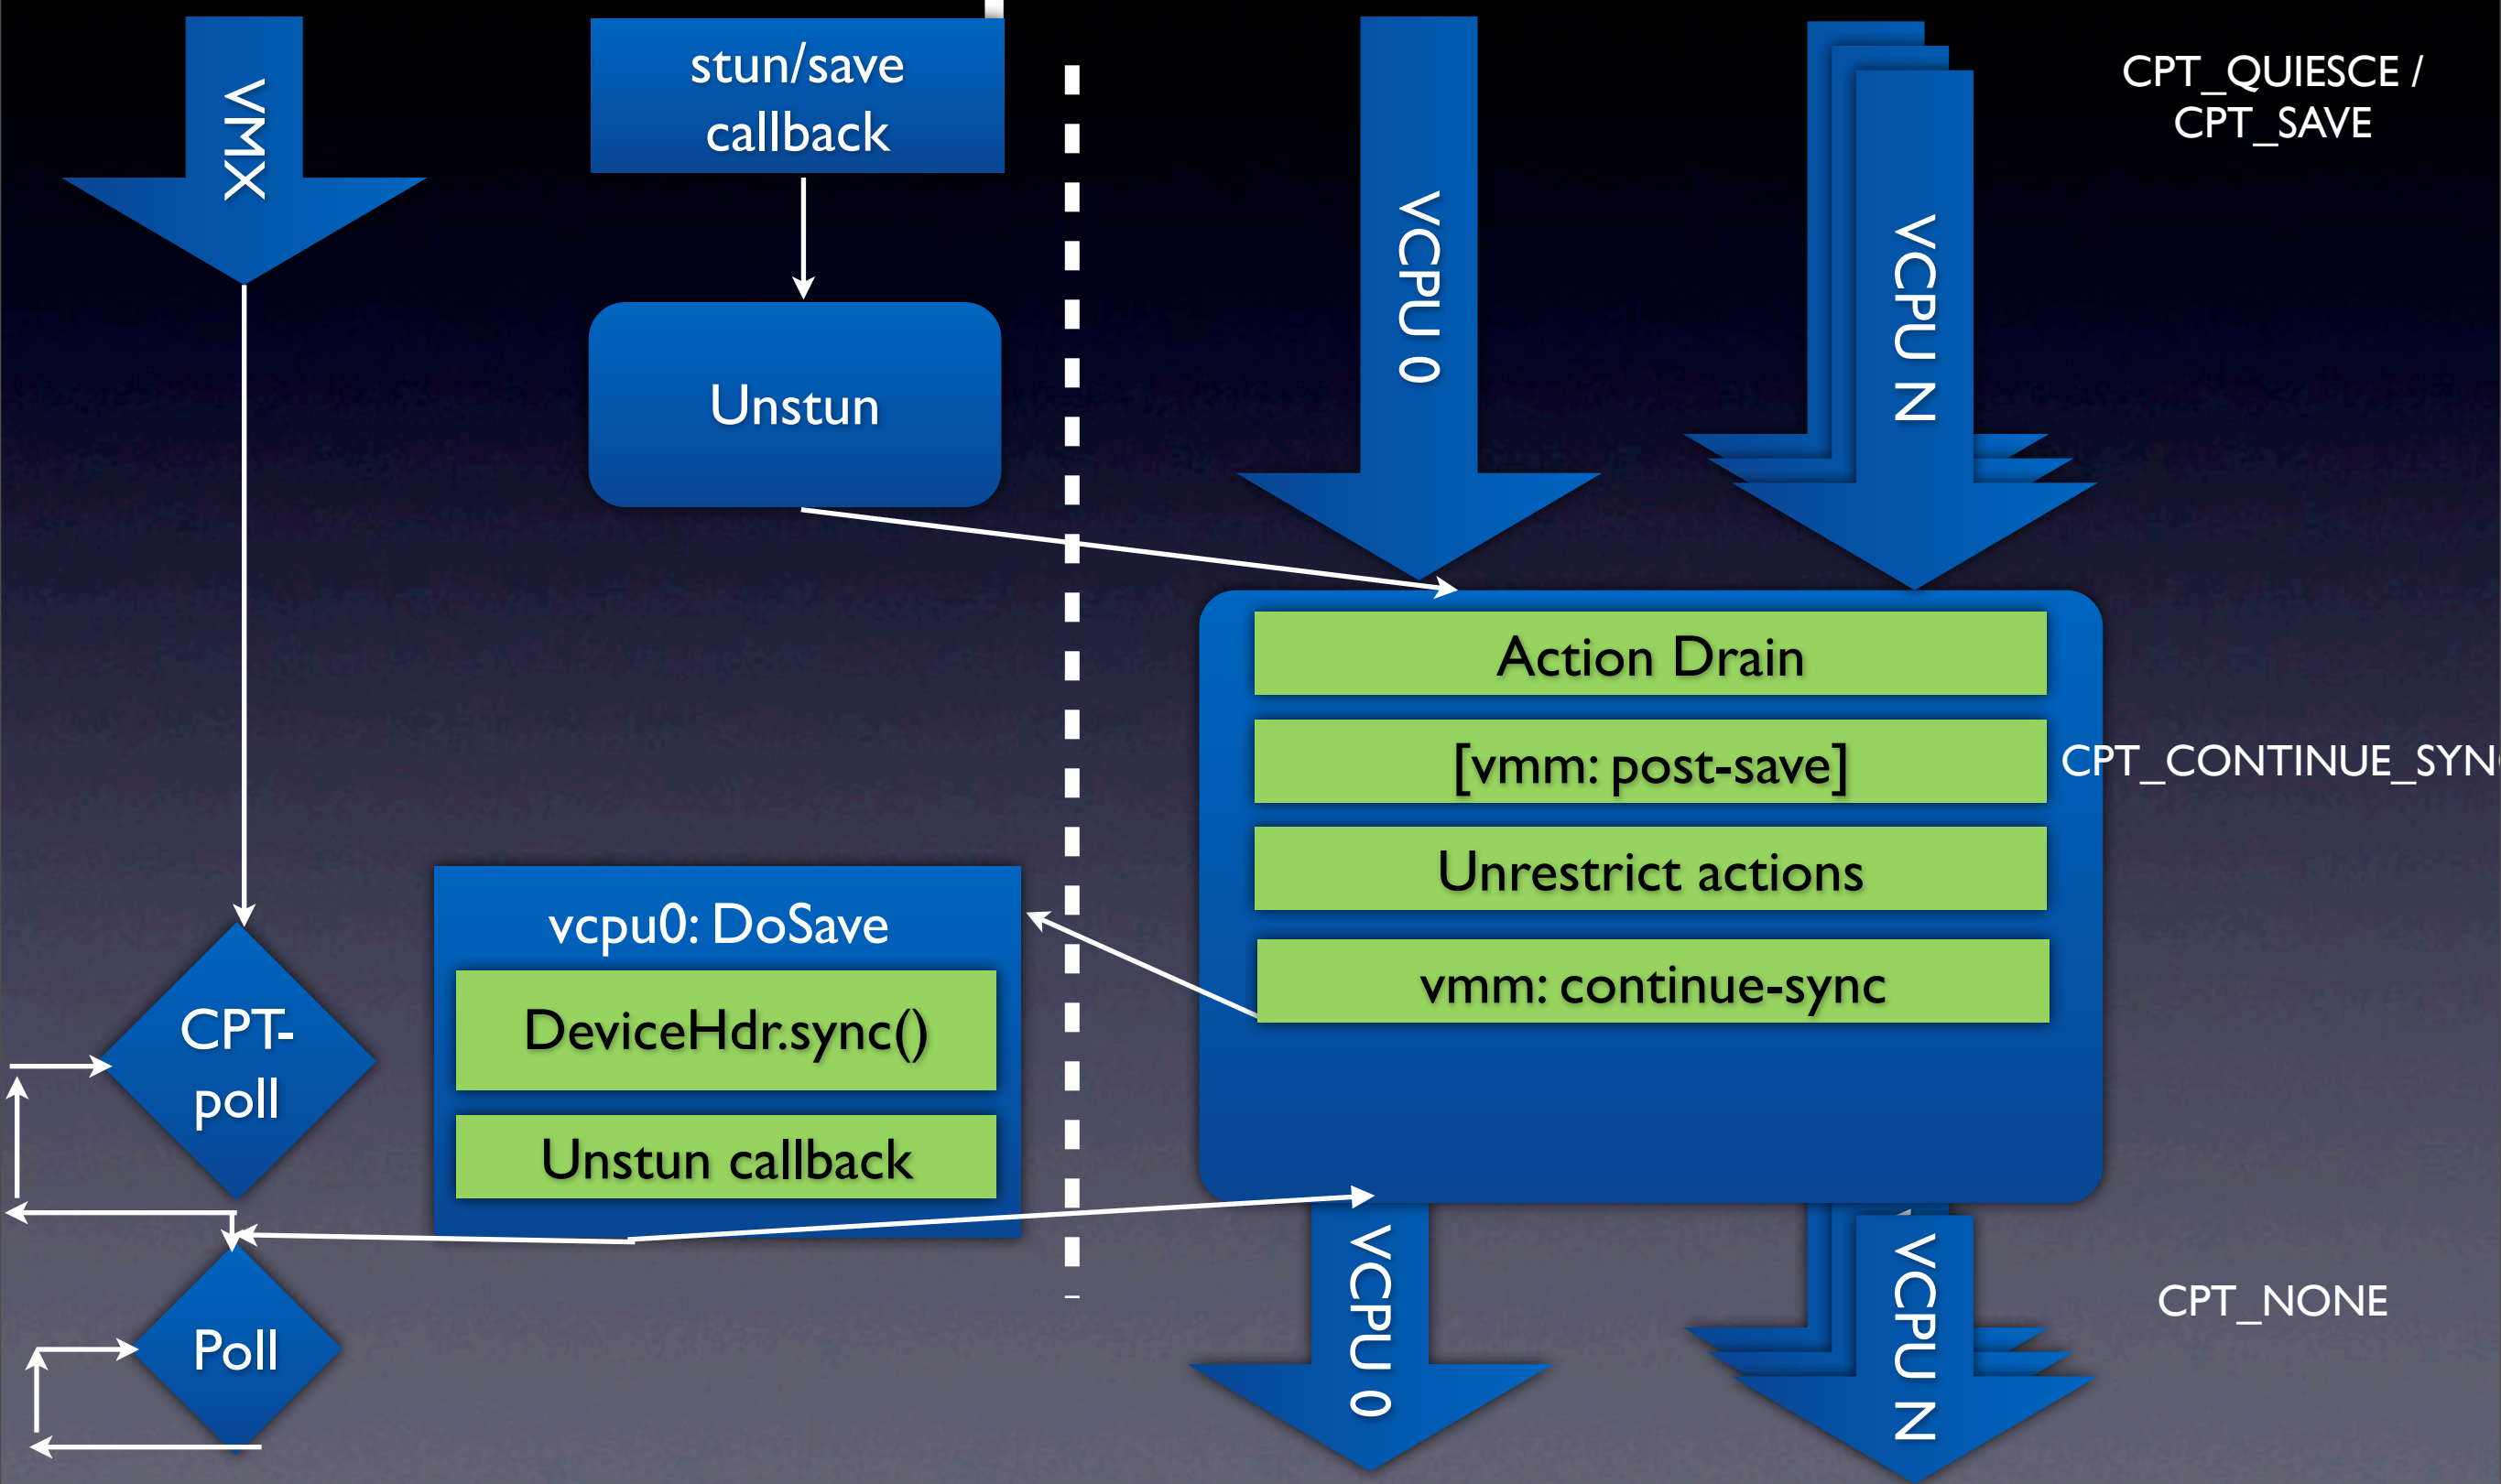 VMX
stun/save
callback
VCPU 0
VCPU N
CPT_QUIESCE /
CPT_SAVE
Unstun
Action Drain
[vmm: post-save]
CPT_CONTINUE_SYN
Unrestrict actions
vcpu0: DoSave
vmm: continue-sync
DeviceHdr.sync()
CPT-
poll
Unstun callback
VCPU 0
VCPU N
CPT_NONE
Poll